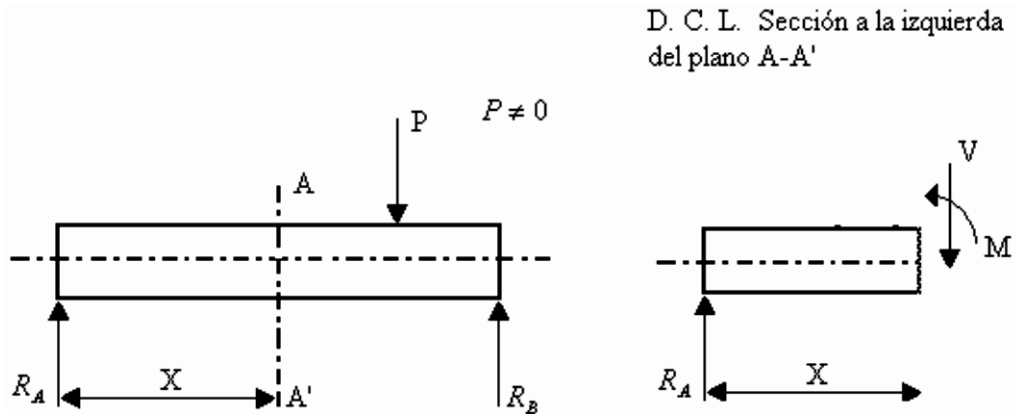 D. C. L. Sección a la izquierda
del plano A-A'
P
P ≠ 0
A
V
M
R_A
X
A'
R_B
R_A
X